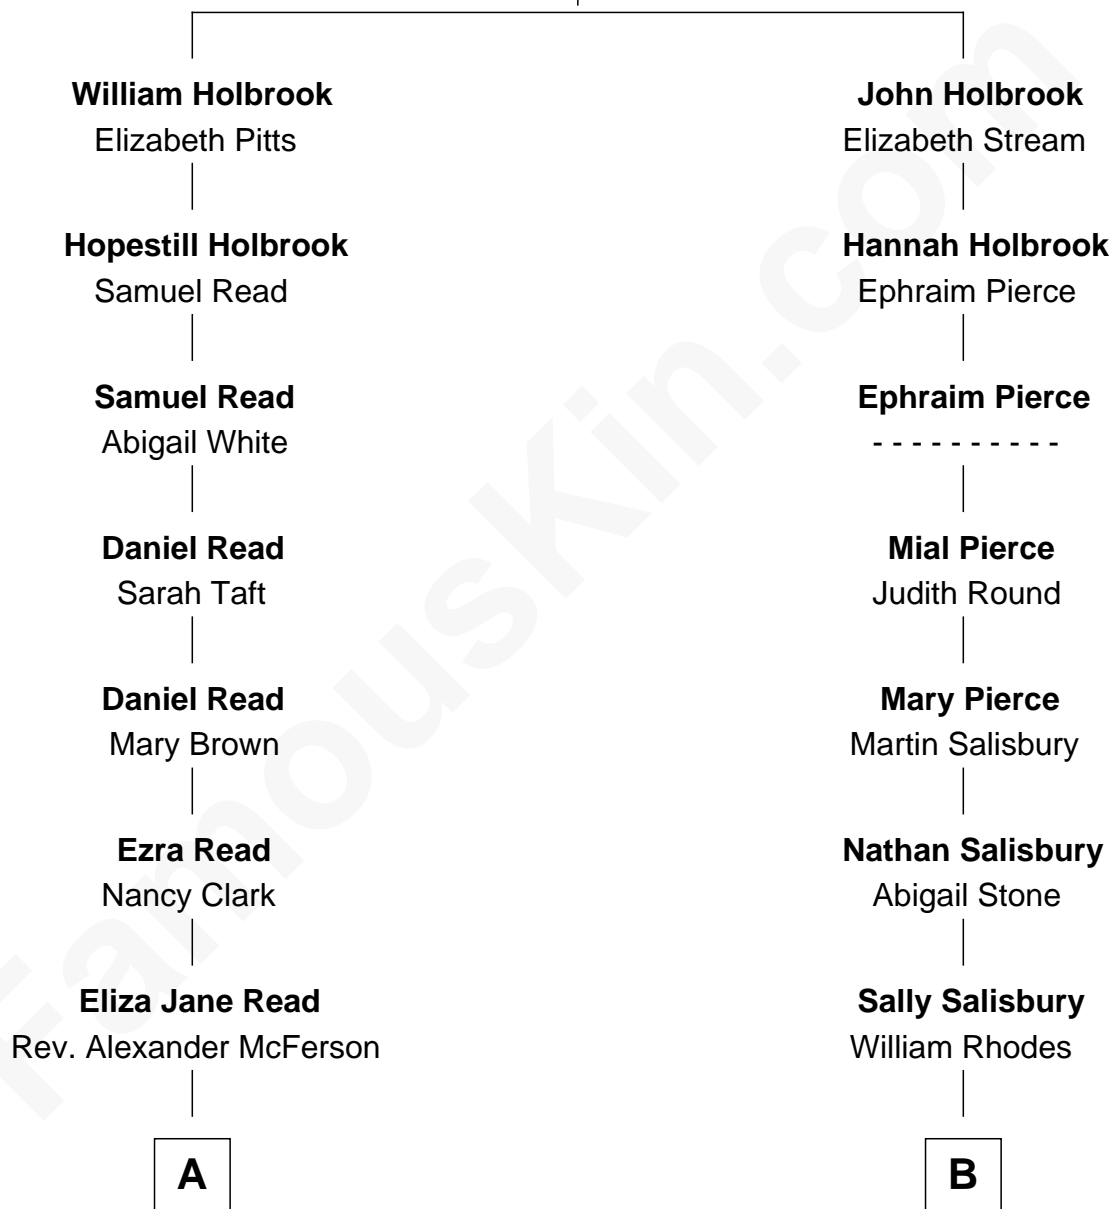 William Holbrook
Elizabeth Pitts
Hopestill Holbrook
Samuel Read
Samuel Read
Abigail White
Daniel Read
Sarah Taft
Daniel Read
Mary Brown
Ezra Read
Nancy Clark
Eliza Jane Read
Rev. Alexander McFerson
A
John Holbrook
Elizabeth Stream
Hannah Holbrook
Ephraim Pierce
Ephraim Pierce
- - - - - - - - - -
Mial Pierce
Judith Round
Mary Pierce
Martin Salisbury
Nathan Salisbury
Abigail Stone
Sally Salisbury
William Rhodes
B
FamousKin.com